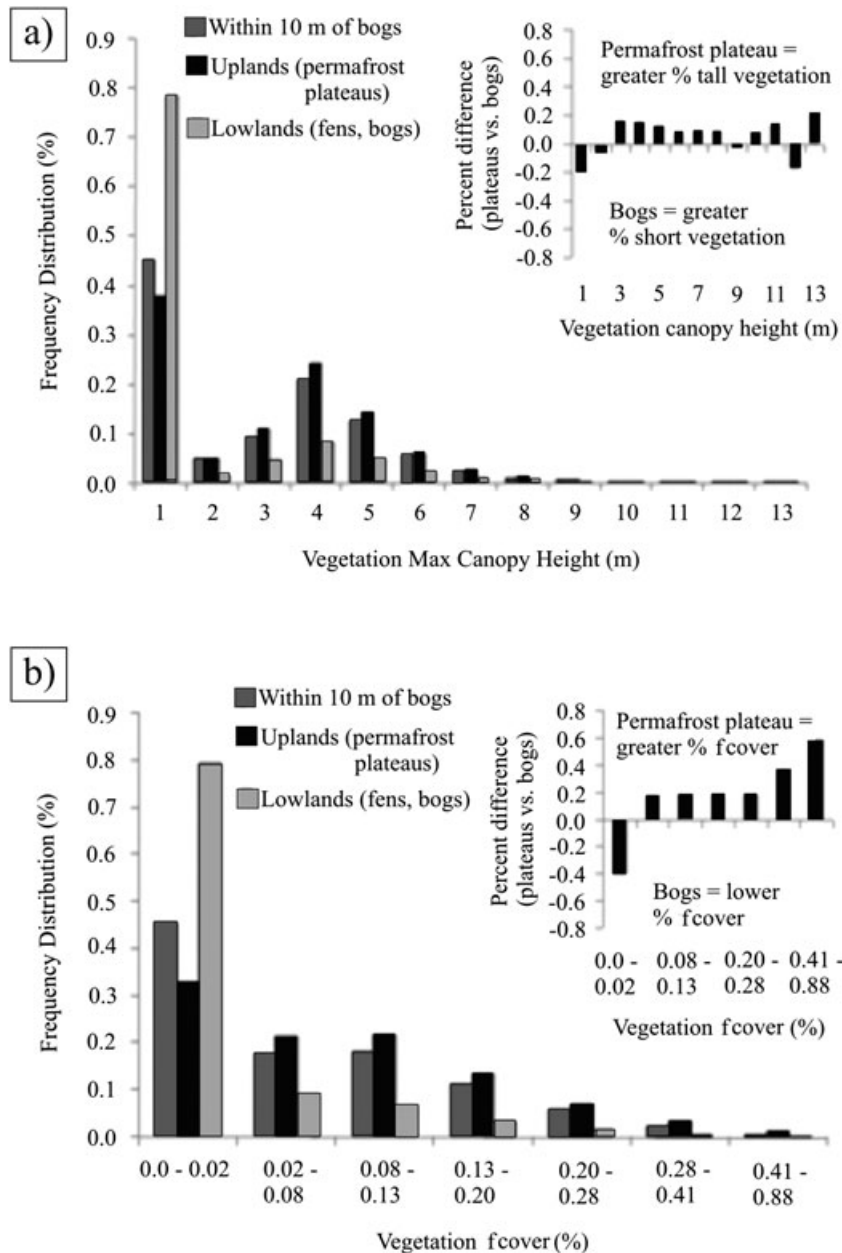 a)
Within 10 m of bogs
Uplands (permafrost
plateaus)
Lowlands (fens, bogs)
Frequency Distribution (%)
0.9
0.8
0.7
0.6
0.5
0.4
0.3
0.2
0.1
0.0
1 2 3 4 5 6 7 8 9 10 11 12 13
Vegetation Max Canopy Height (m)
Percent difference
(plateaus vs. bogs)
0.8
0.6
0.4
0.2
0.0
-0.2
-0.4
-0.6
-0.8
Permafrost plateau =
greater % tall vegetation
Bogs = greater
% short vegetation
1 3 5 7 9 11 13
Vegetation canopy height (m)
b)
Within 10 m of bogs
Uplands (permafrost
plateaus)
Lowlands (fens, bogs)
Frequency Distribution (%)
0.9
0.8
0.7
0.6
0.5
0.4
0.3
0.2
0.1
0.0
0.0 - 0.02 0.02 - 0.08 - 0.13 - 0.20 - 0.28 - 0.41 -
0.08 0.13 0.20 0.28 0.41 0.88
Vegetation fcover (%)
Percent difference
(plateaus vs. bogs)
0.8
0.6
0.4
0.2
0.0
-0.2
-0.4
-0.6
-0.8
Permafrost plateau =
greater % fcover
Bogs = lower
% fcover
0.0 - 0.08 - 0.20 - 0.41 -
0.02 0.13 0.28 0.88
Vegetation fcover (%)